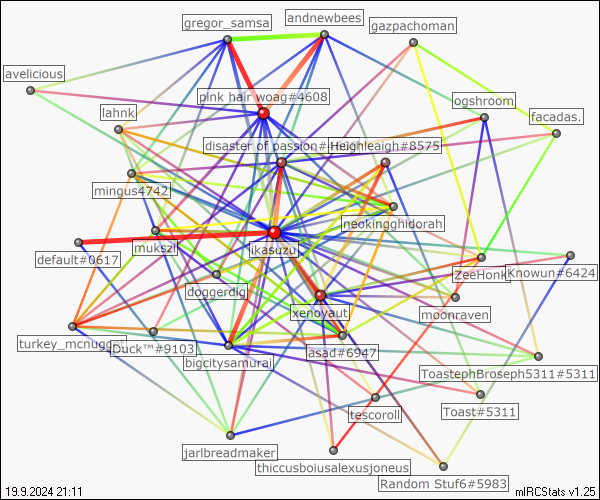 andnewbees
gregor_samsa
gazpachoman
avelicious
pink hair woag#4608
ogshroom
lahnk
facadas.
disaster of passion#
Heighleaigh#8575
mingus4742
neokingghidorah
mukszi
ikasuzu
default#0617
ZeeHonk
Knowun#6424
doggerdig
xenoyaut
moonraven
turkey_mcnugget
Duck™#9103
asad#6947
bigcitysamurai
ToastephBroseph5311#5311
tescoroll
Toast#5311
jarlbreadmaker
thiccusboiusalexusjoneus
Random Stuf6#5983
19.9.2024 21:11
mIRCStats v1.25